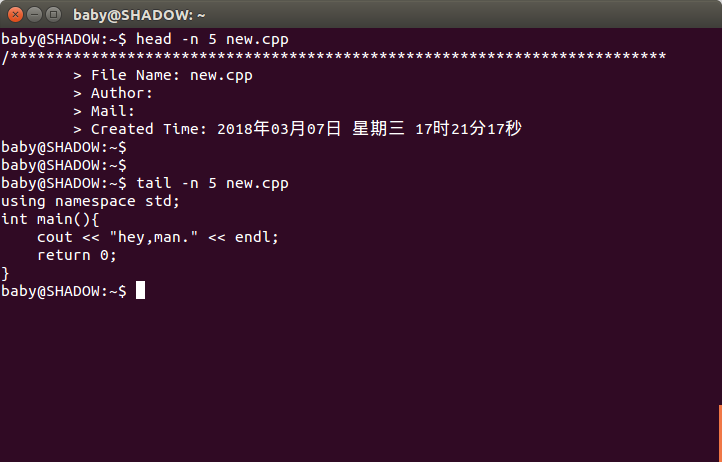 baby@SHADOW: ~
baby@SHADOW:~$ head -n 5 new.cpp
/*************************************************************************
        > File Name: new.cpp
        > Author:
        > Mail:
        > Created Time: 2018年03月07日 星期三 17时21分17秒
baby@SHADOW:~$
baby@SHADOW:~$
baby@SHADOW:~$ tail -n 5 new.cpp
using namespace std;
int main(){
    cout << "hey,man." << endl;
    return 0;
}
baby@SHADOW:~$